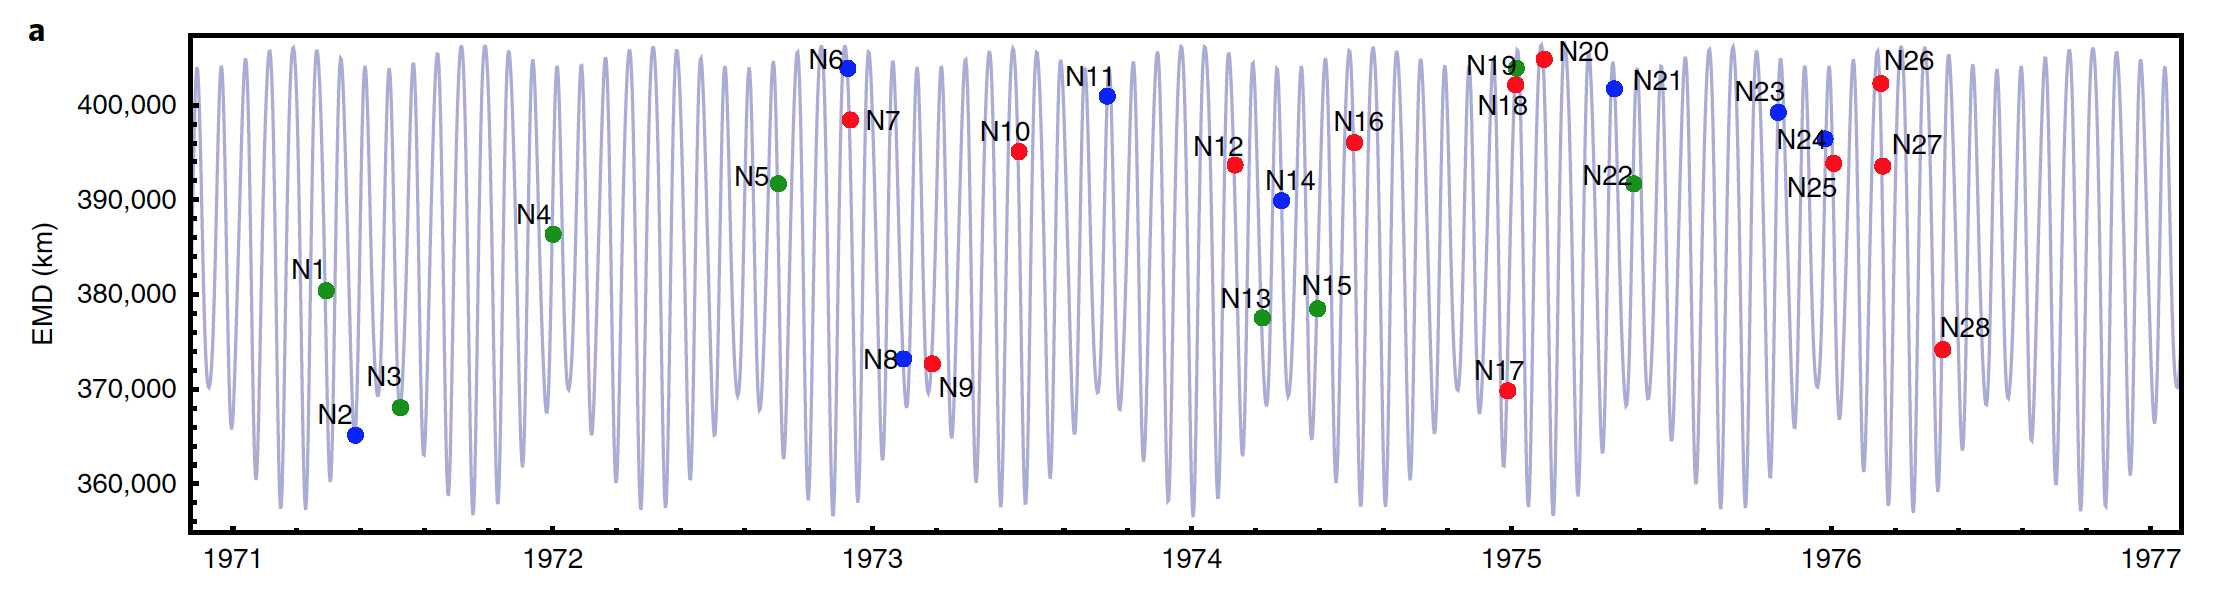 a
EMD (km)
400,000
390,000
380,000
370,000
360,000
N1
N2
N3
N4
N5
N6
N7
N8
N9
N10
N11
N12
N13
N14
N15
N16
N17
N18
N19
N20
N21
N22
N23
N24
N25
N26
N27
N28
1971 1972 1973 1974 1975 1976 1977